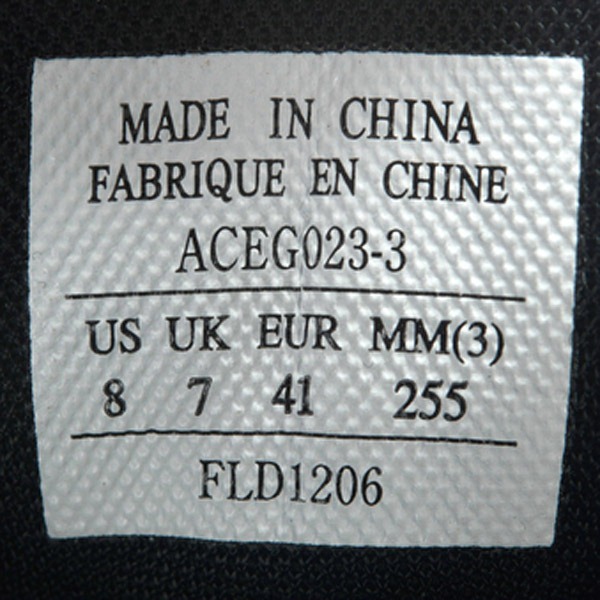 MADE IN CHINA
FABRIQUE EN CHINE
ACEG023-3
US UK EUR MM(3)
8 7 41 255
FLD1206